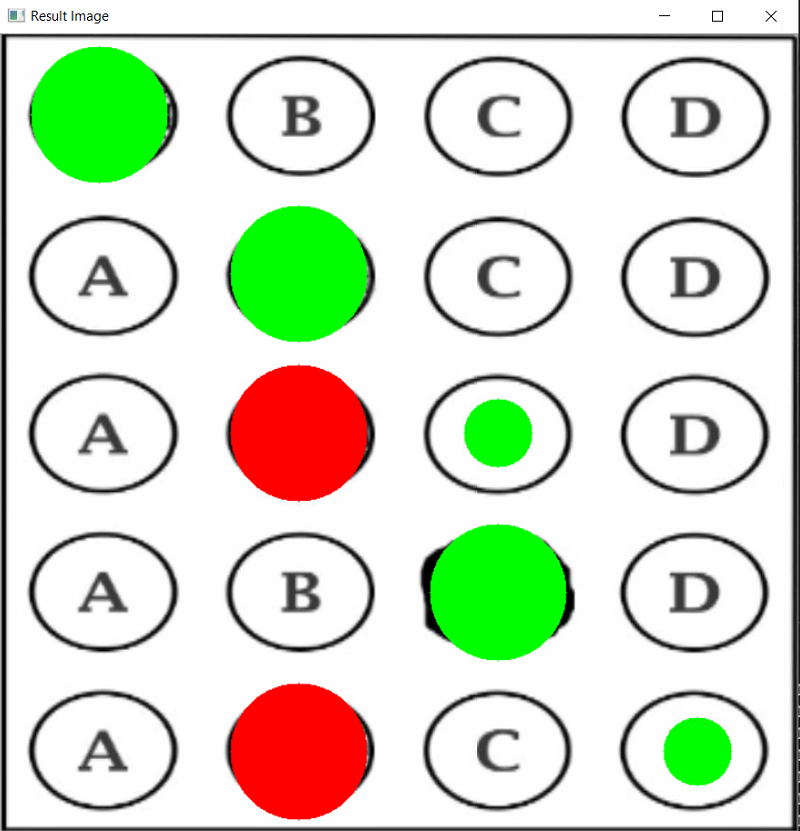 Result Image
B C D
A C D
A D
A B D
A C